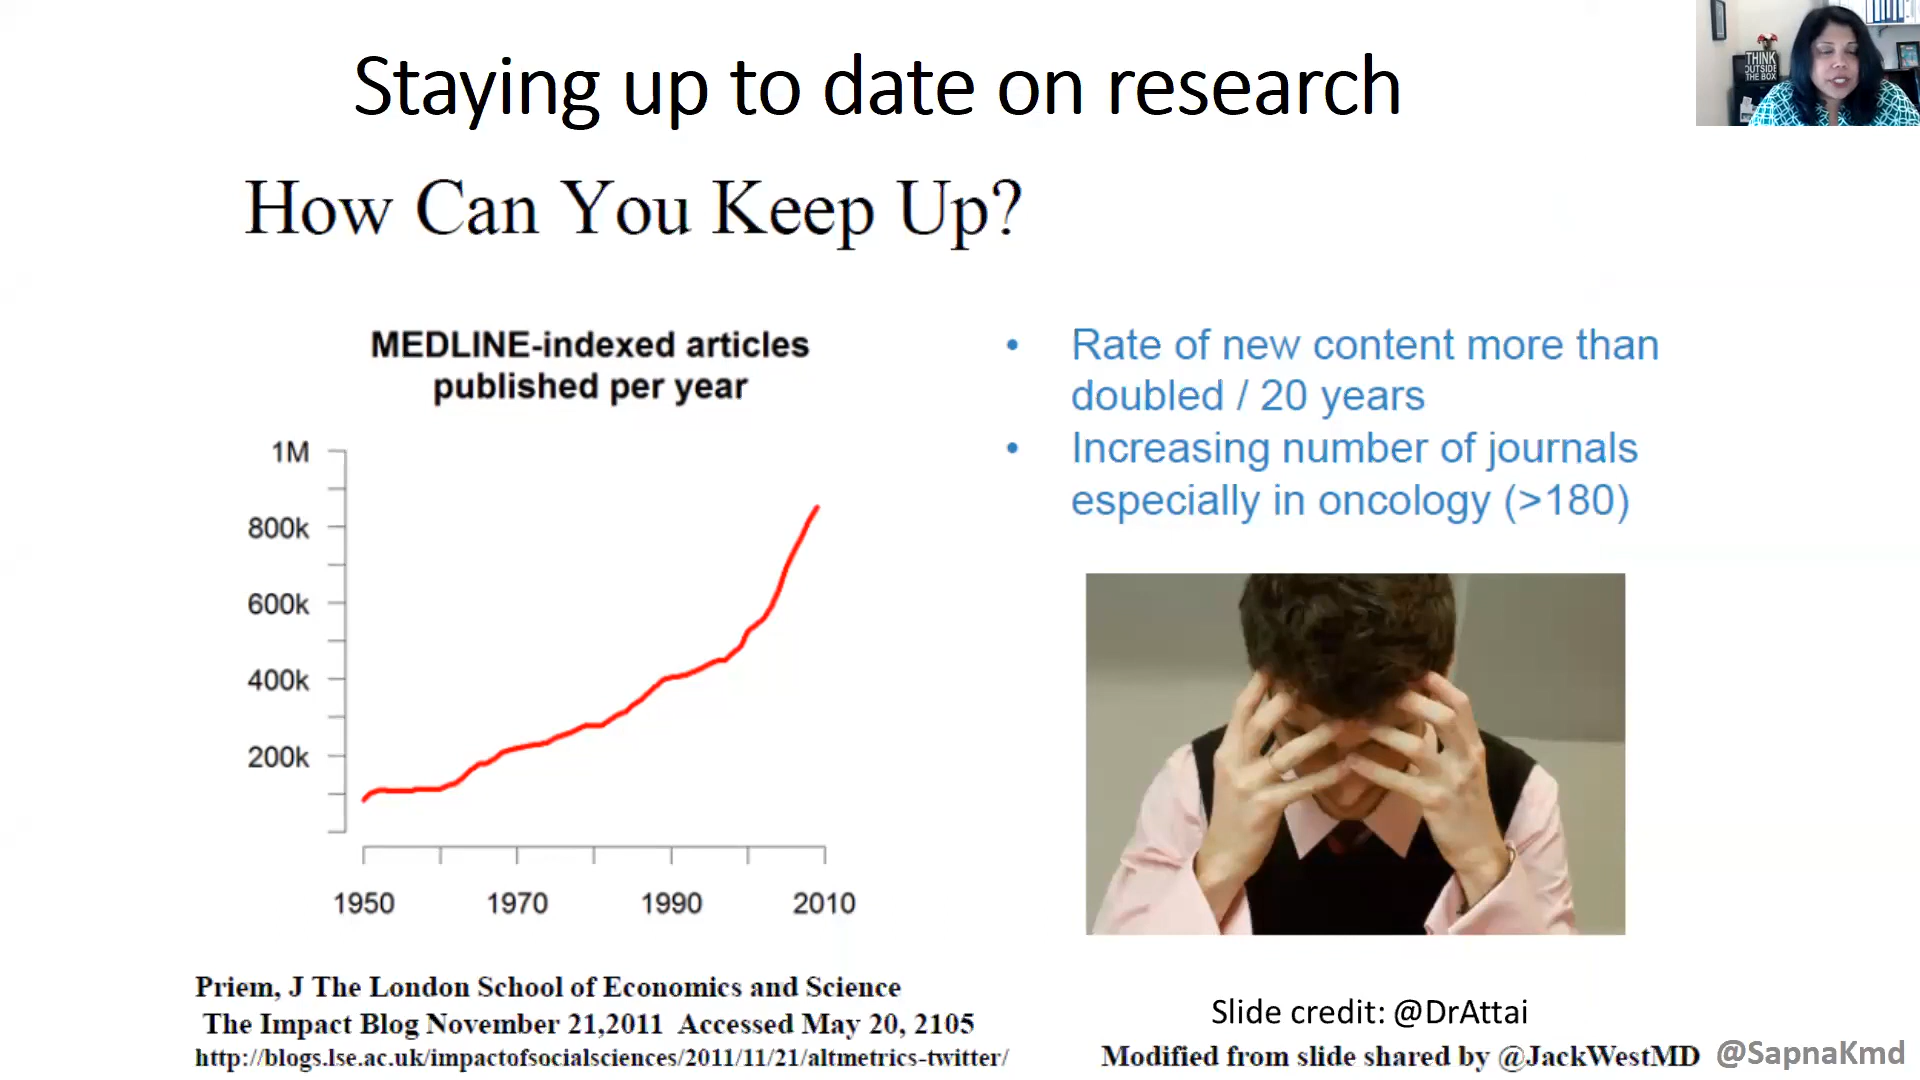 Staying up to date on research
THINK
OUTSIDE
THE BOX
How Can You Keep Up?
MEDLINE-indexed articles
published per year
1M
800k
600k
400k
200k
1950 1970 1990 2010
• Rate of new content more than
doubled / 20 years
• Increasing number of journals
especially in oncology (>180)
Priem, J The London School of Economics and Science
The Impact Blog November 21,2011 Accessed May 20, 2105
http://blogs.lse.ac.uk/impactofsocialsciences/2011/11/21/altmetrics-twitter/
Slide credit: @DrAttai
Modified from slide shared by @JackWestMD
@SapnaKmd